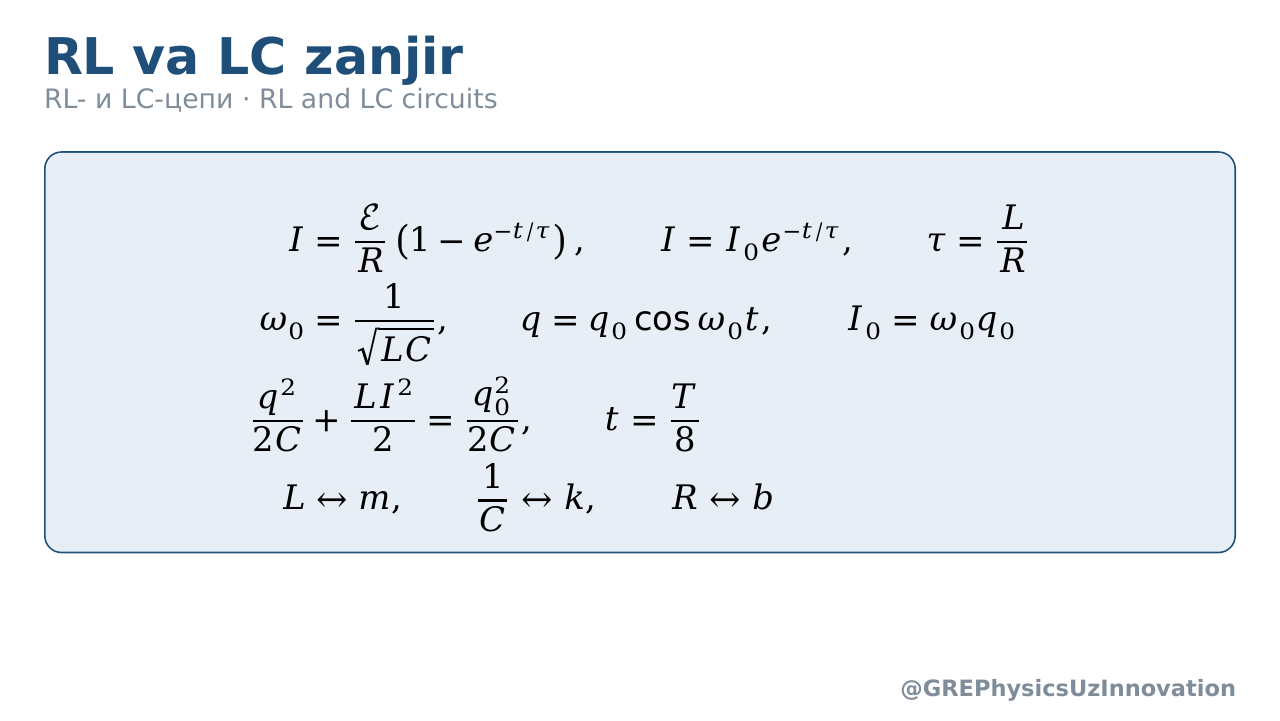 RL va LC zanjir
RL- и LC-цепи · RL and LC circuits
I = ℰ/R (1 − e^{−t/τ}), I = I₀e^{−t/τ}, τ = L/R
ω₀ = 1/√(LC), q = q₀ cos ω₀t, I₀ = ω₀q₀
q²/2C + LI²/2 = q₀²/2C, t = T/8
L ↔ m, 1/C ↔ k, R ↔ b
@GREPhysicsUzInnovation